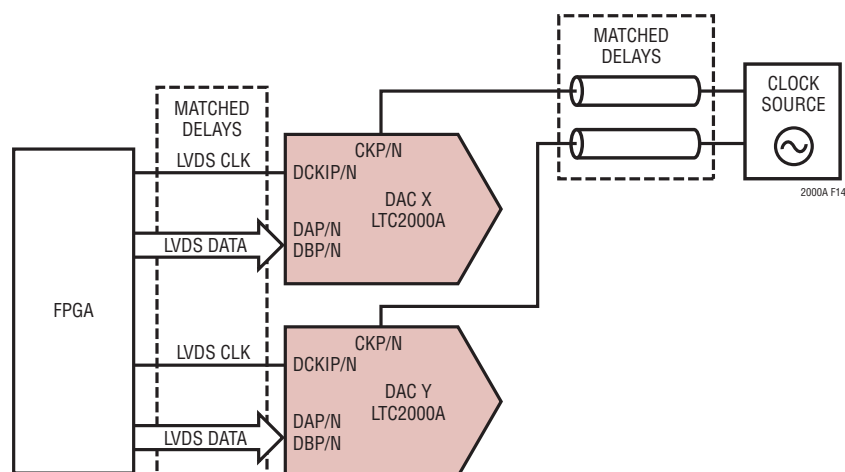 MATCHED
DELAYS
CLOCK
SOURCE
2000A F14
MATCHED
DELAYS
LVDS CLK
CKP/N
DCKIP/N
DAC X
LTC2000A
DAP/N
DBP/N
LVDS DATA
FPGA
LVDS CLK
CKP/N
DCKIP/N
DAC Y
LTC2000A
DAP/N
DBP/N
LVDS DATA